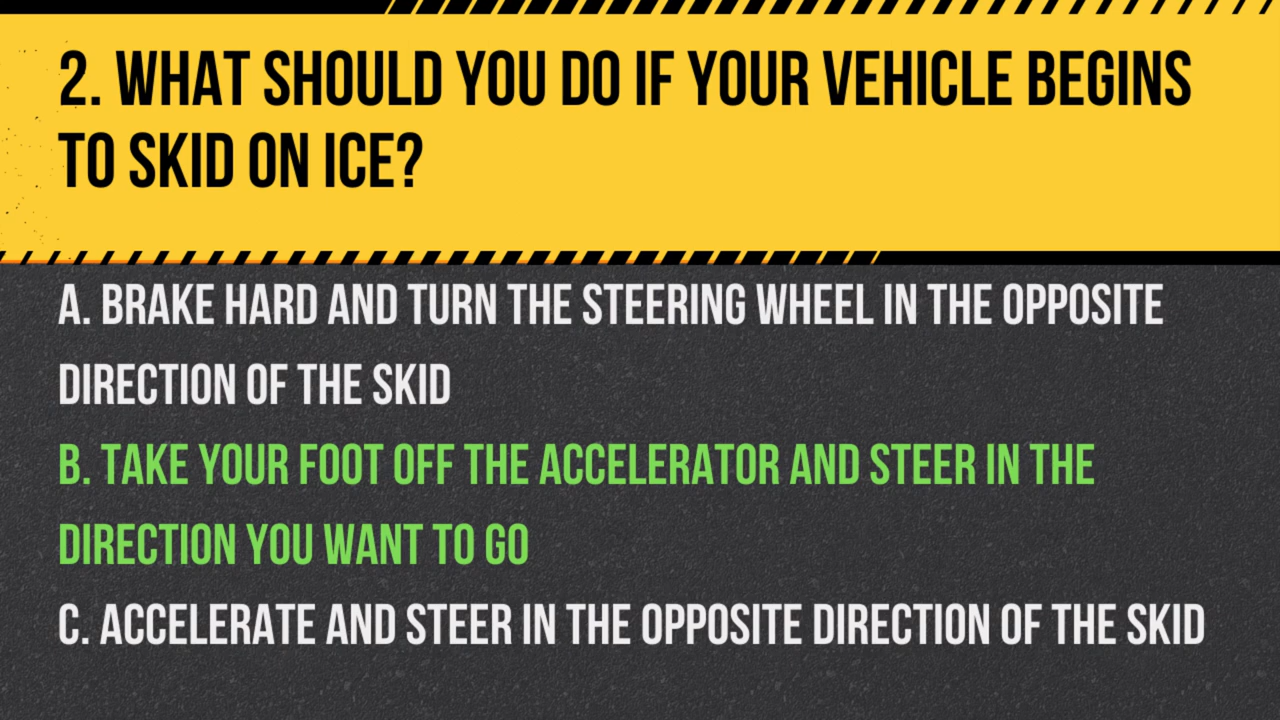 2. WHAT SHOULD YOU DO IF YOUR VEHICLE BEGINS
TO SKID ON ICE?
A. BRAKE HARD AND TURN THE STEERING WHEEL IN THE OPPOSITE
DIRECTION OF THE SKID
B. TAKE YOUR FOOT OFF THE ACCELERATOR AND STEER IN THE
DIRECTION YOU WANT TO GO
C. ACCELERATE AND STEER IN THE OPPOSITE DIRECTION OF THE SKID